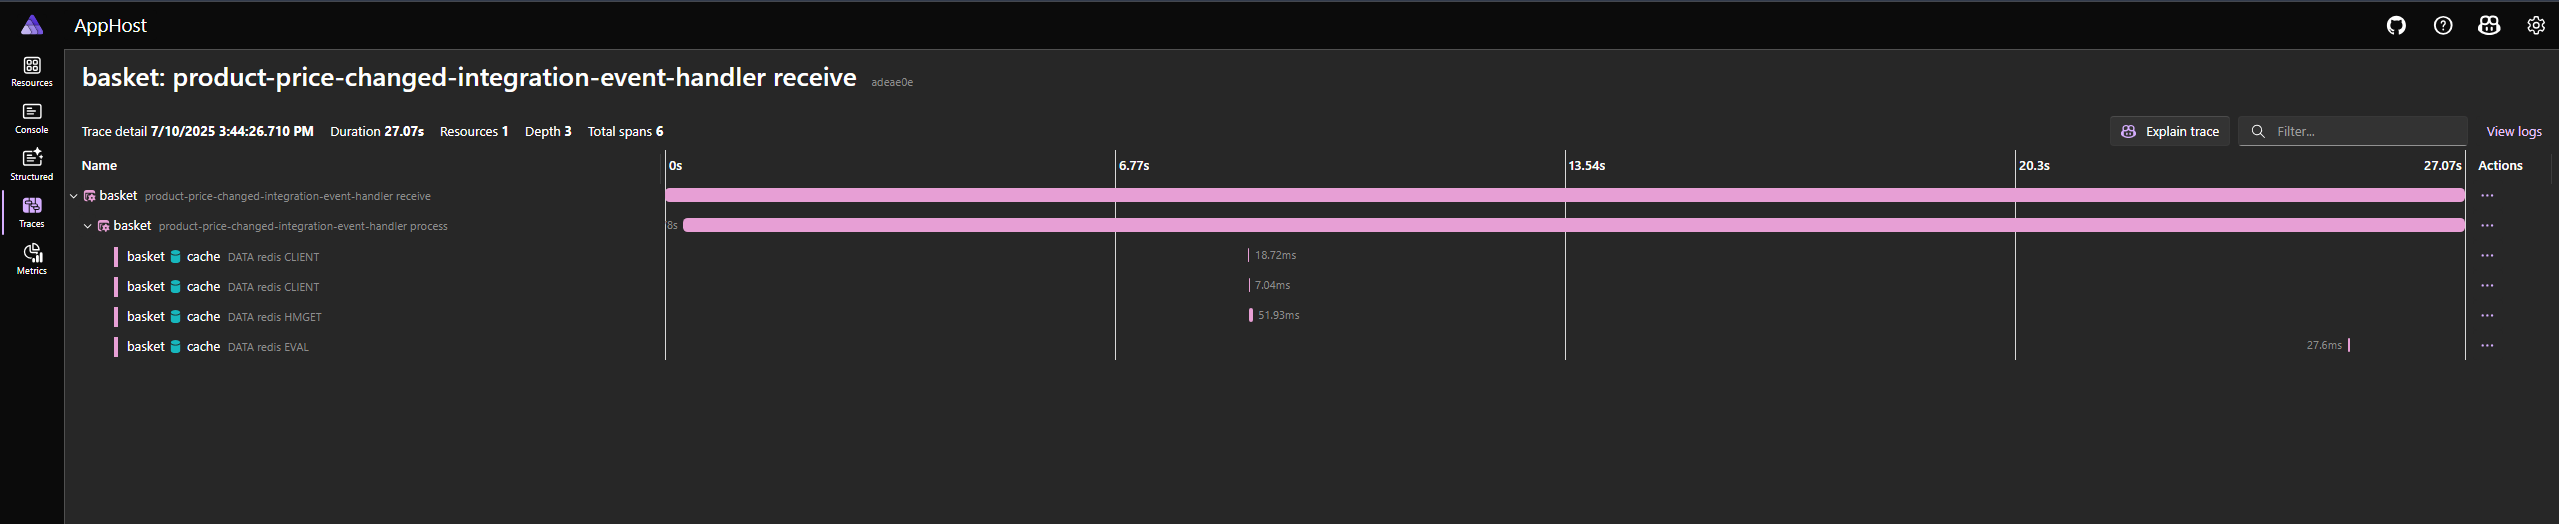 AppHost
Resources
Console
Structured
Traces
Metrics
basket: product-price-changed-integration-event-handler receive adeae0e
Trace detail 7/10/2025 3:44:26.710 PM Duration 27.07s Resources 1 Depth 3 Total spans 6
Explain trace Filter... View logs
Name 0s 6.77s 13.54s 20.3s 27.07s Actions
basket product-price-changed-integration-event-handler receive
basket product-price-changed-integration-event-handler process 8s
basket cache DATA redis CLIENT 18.72ms
basket cache DATA redis CLIENT 7.04ms
basket cache DATA redis HMGET 51.93ms
basket cache DATA redis EVAL 27.6ms